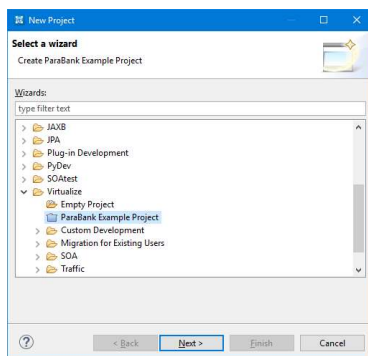 New Project
Select a wizard
Create ParaBank Example Project
Wizards:
type filter text
JAXB
JPA
Plug-in Development
PyDev
SOAtest
Virtualize
Empty Project
ParaBank Example Project
Custom Development
Migration for Existing Users
SOA
Traffic
? < Back Next > Finish Cancel